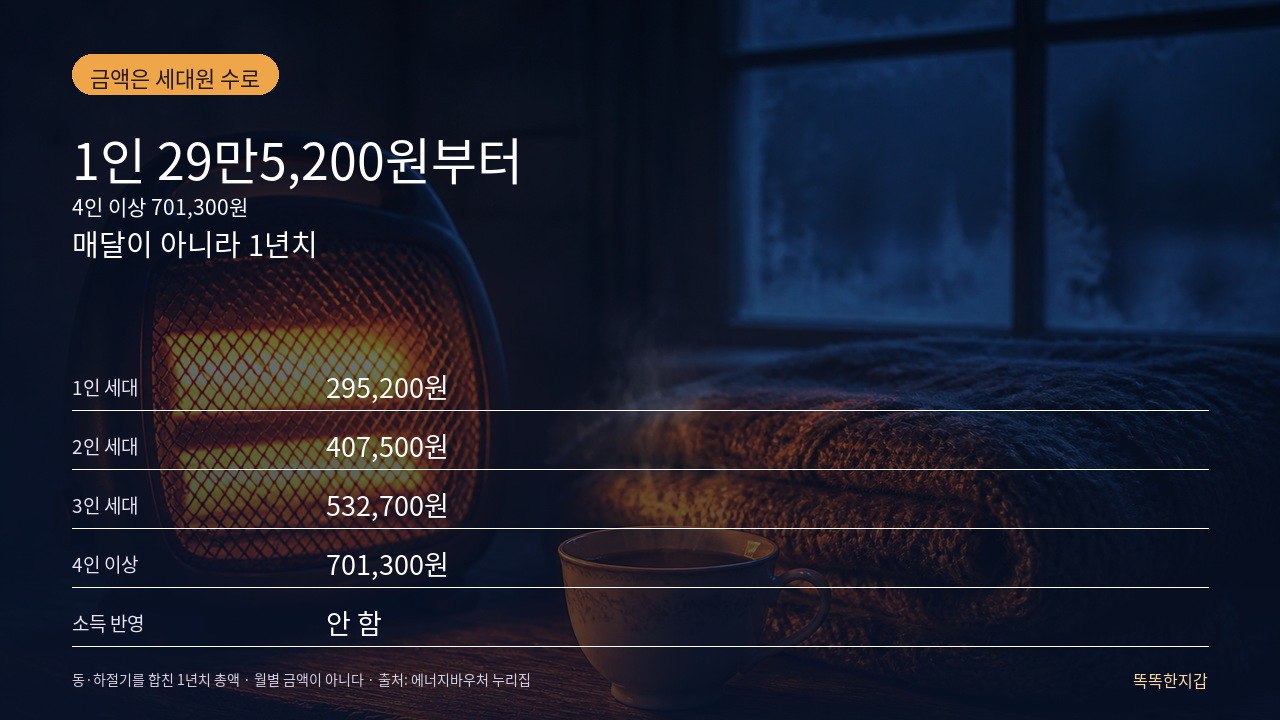 금액은 세대원 수로
1인 29만5,200원부터
4인 이상 701,300원
매달이 아니라 1년치
1인 세대 295,200원
2인 세대 407,500원
3인 세대 532,700원
4인 이상 701,300원
소득 반영 안 함
동·하절기를 합친 1년치 총액 · 월별 금액이 아니다 · 출처: 에너지바우처 누리집
똑똑한지갑